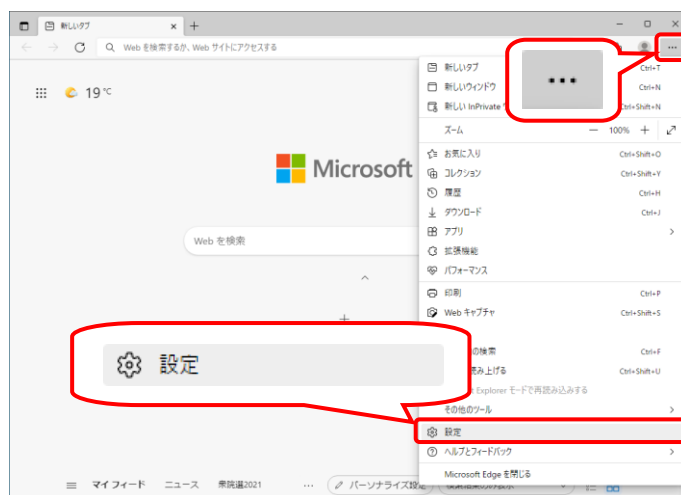 新しいタブ
Web を検索するか、Web サイトにアクセスする
19 ℃
Microsoft
Web を検索
新しいタブ Ctrl+T
新しいウィンドウ Ctrl+N
新しい InPrivate Ctrl+Shift+N
ズーム 100%
お気に入り Ctrl+Shift+O
コレクション Ctrl+Shift+Y
履歴 Ctrl+H
ダウンロード Ctrl+J
アプリ
拡張機能
パフォーマンス
印刷 Ctrl+P
Web キャプチャ Ctrl+Shift+S
の検索 Ctrl+F
読み上げる Ctrl+Shift+U
Explorer モードで再読み込みする
その他のツール
設定
設定
ヘルプとフィードバック
Microsoft Edge を閉じる
マイ フィード ニュース 衆院選2021 ... パーソナライズ設定